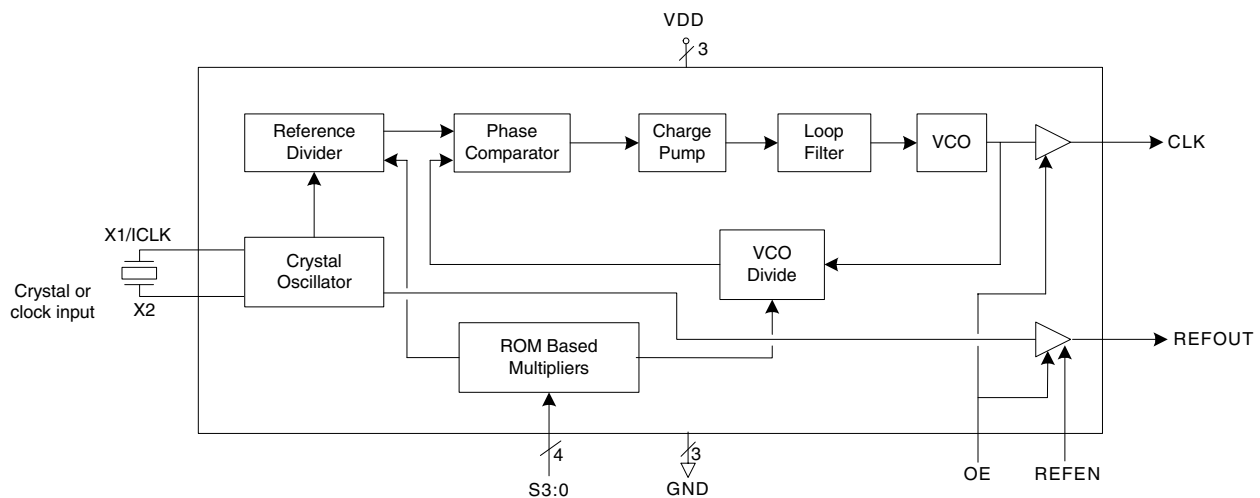 VDD
3
Reference
Divider
Phase
Comparator
Charge
Pump
Loop
Filter
VCO
CLK
X1/ICLK
Crystal
Oscillator
VCO
Divide
Crystal or
clock input
X2
ROM Based
Multipliers
REFOUT
4
3
S3:0
GND
OE
REFEN